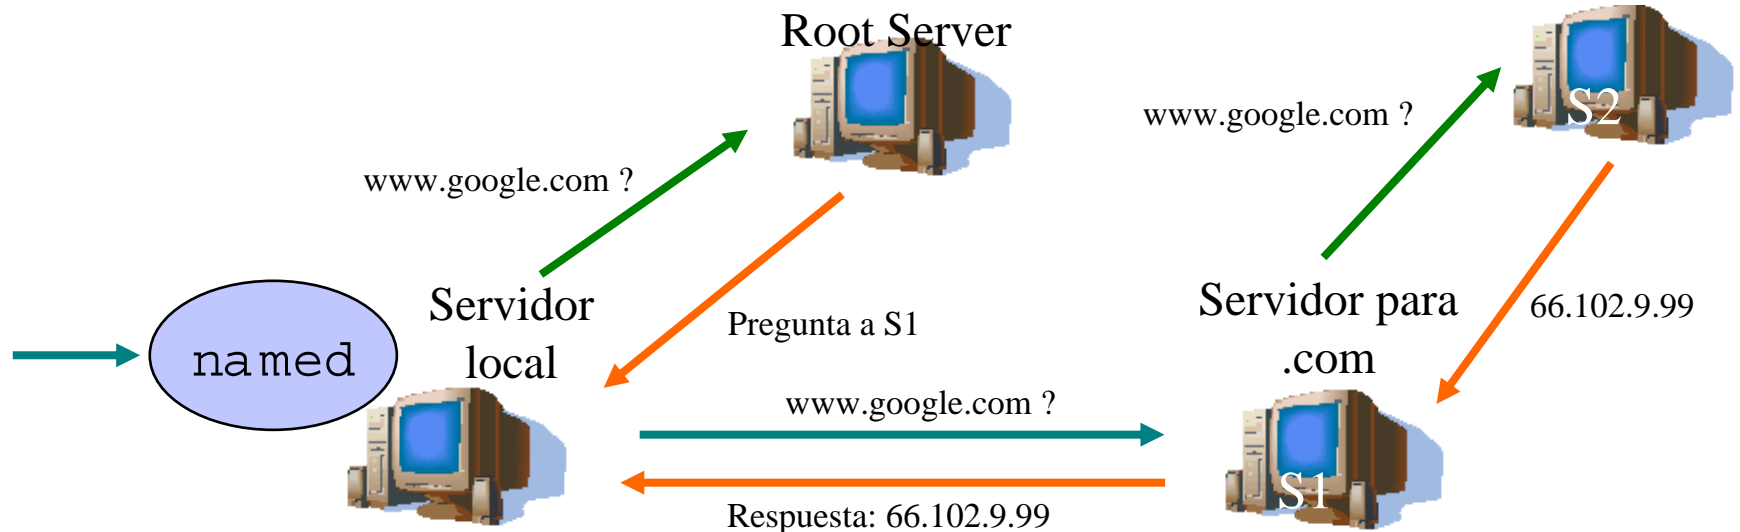 Root Server
S2
www.google.com ?
www.google.com ?
Servidor
local
Servidor para
.com
66.102.9.99
Pregunta a S1
named
www.google.com ?
S1
Respuesta: 66.102.9.99